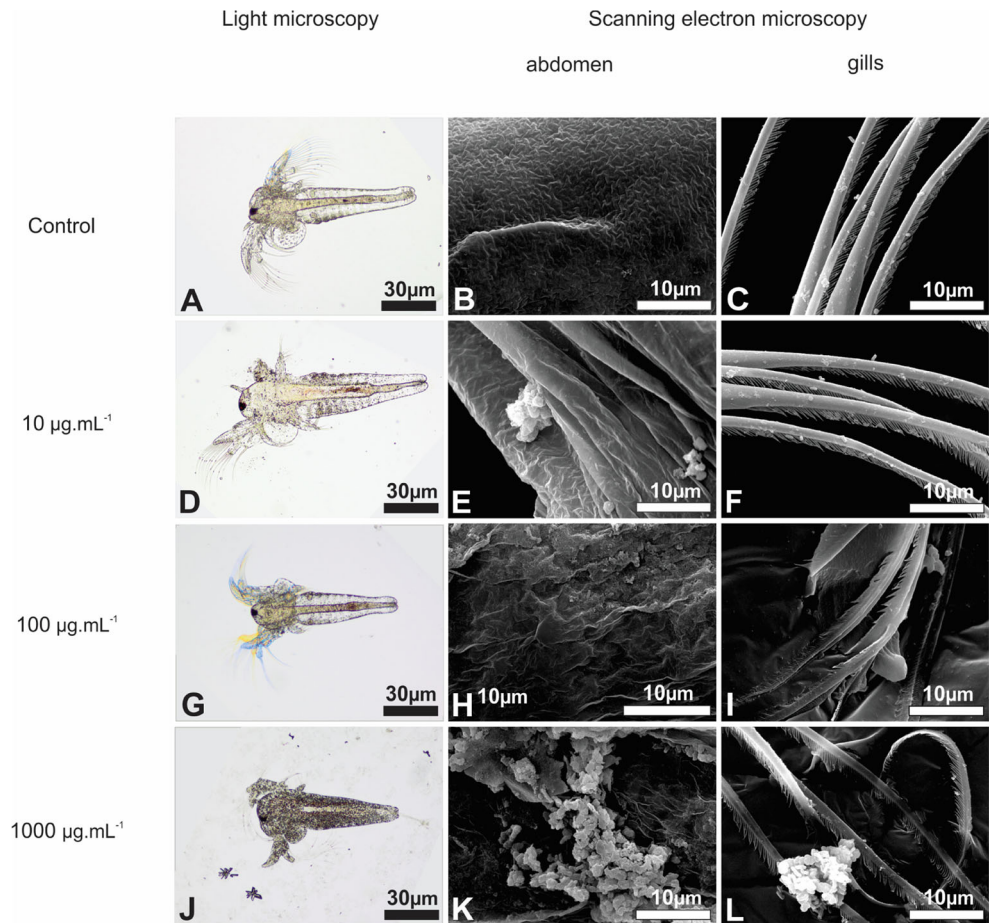 Light microscopy
Scanning electron microscopy
abdomen
gills
Control
A
30µm
B
10µm
C
10µm
10 µg.mL⁻¹
D
30µm
E
10µm
F
10µm
100 µg.mL⁻¹
G
30µm
H
10µm
10µm
I
10µm
1000 µg.mL⁻¹
J
30µm
K
10µm
L
10µm